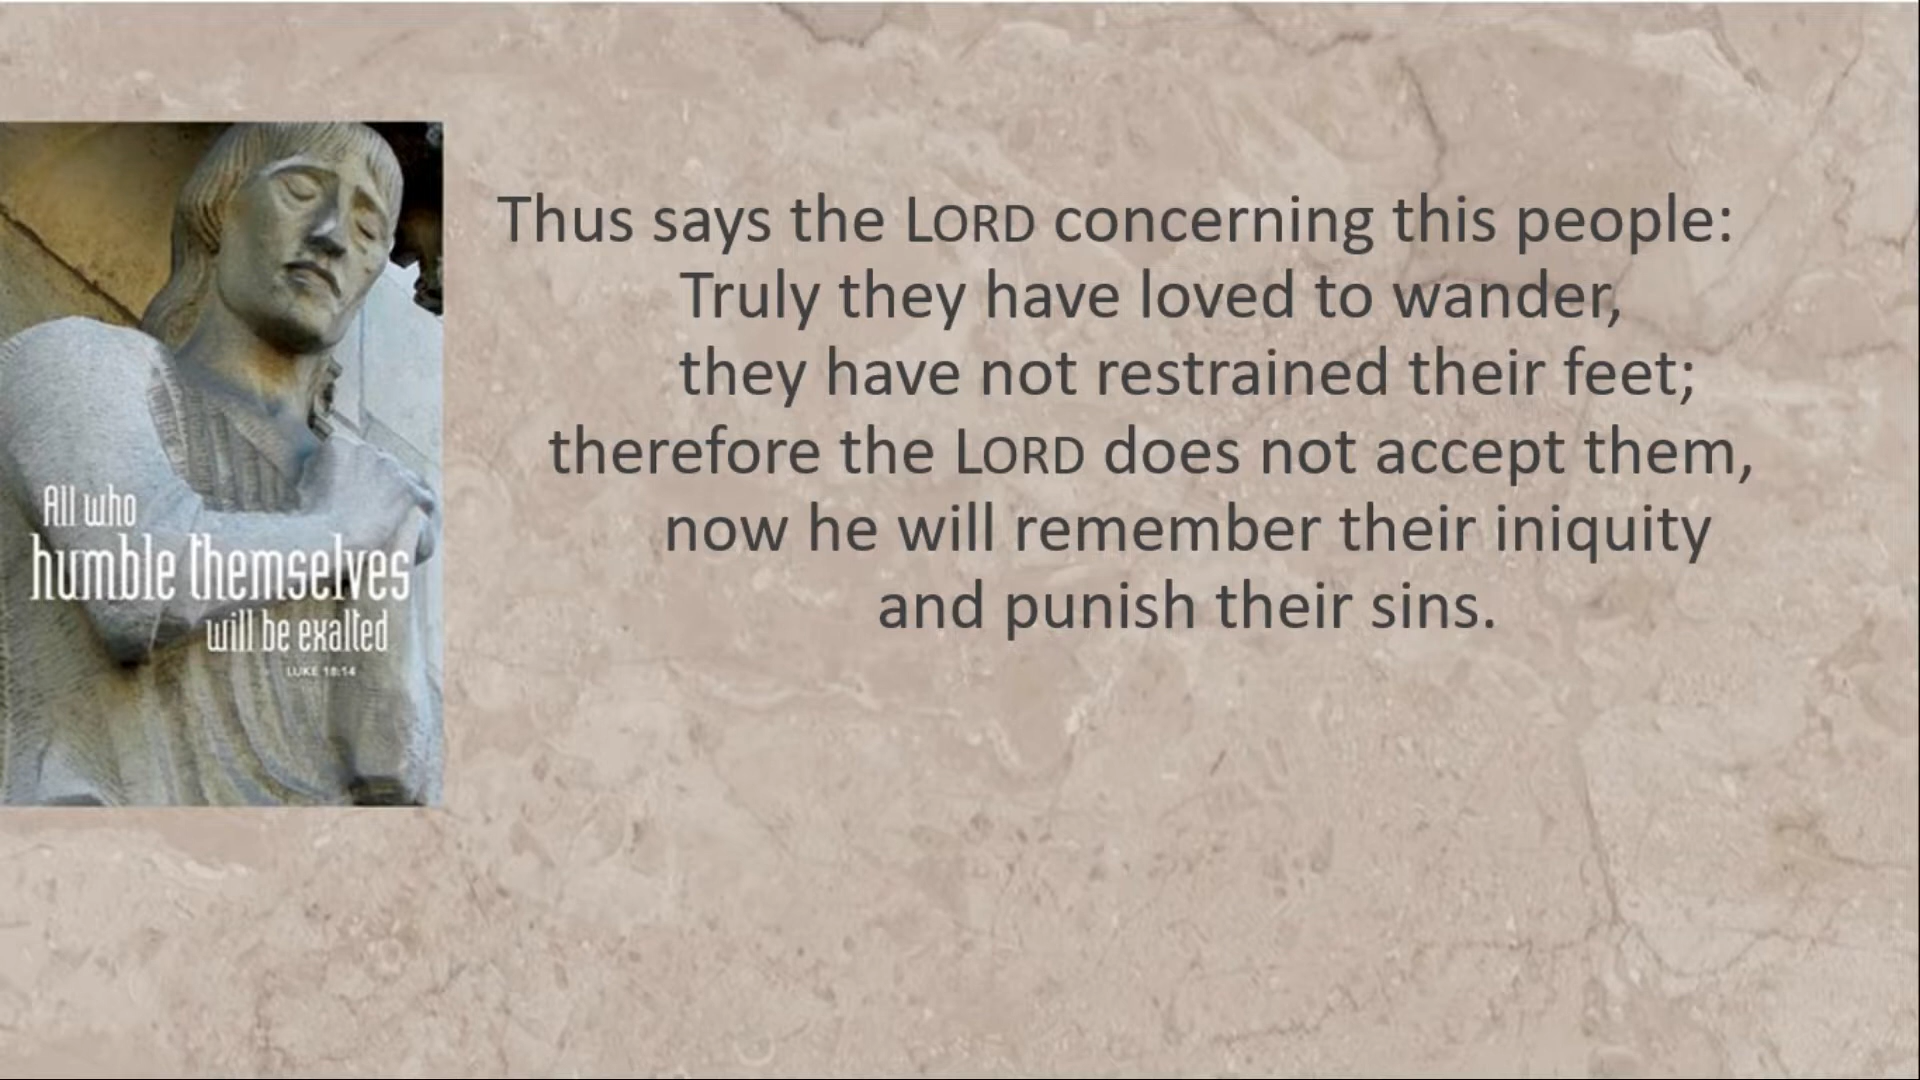 All who
humble themselves
will be exalted
LUKE 18:14
Thus says the LORD concerning this people:
Truly they have loved to wander,
they have not restrained their feet;
therefore the LORD does not accept them,
now he will remember their iniquity
and punish their sins.